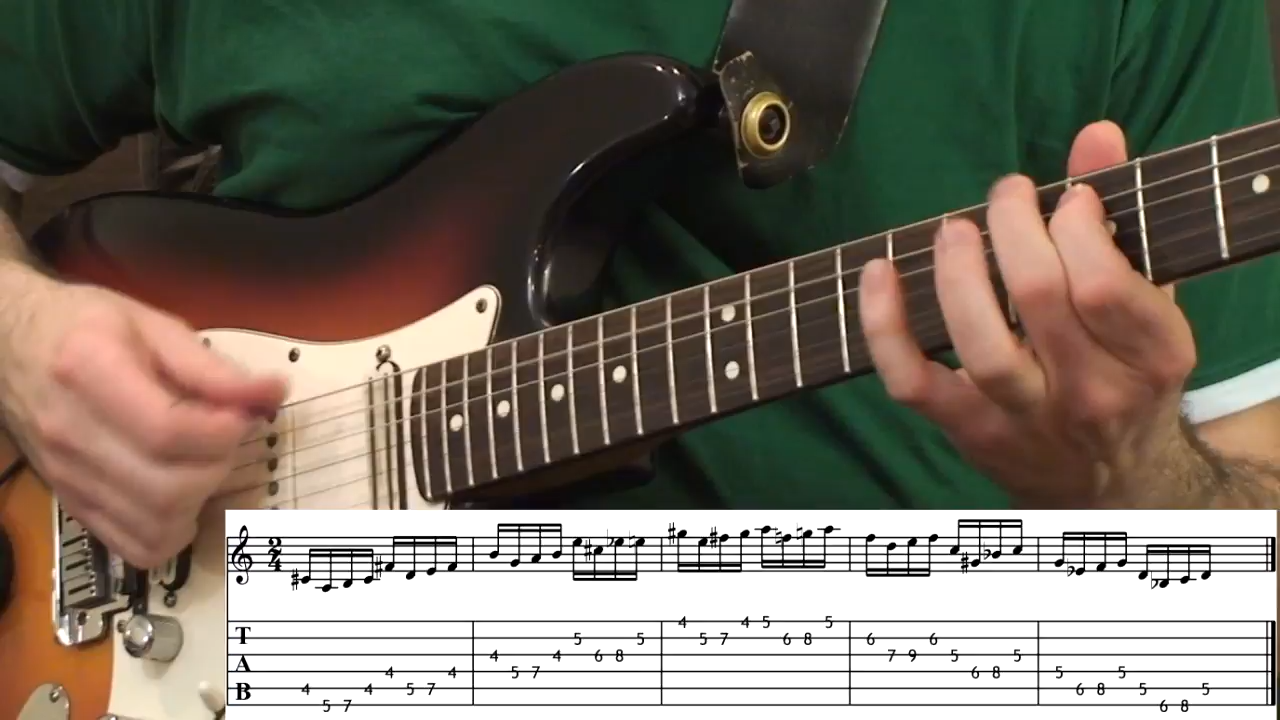 2
4
4 4 5 5
T 5 5 5 7 6 8 6 6
A 4 4 6 8 7 9 5 5
4 4 5 7 6 8 5 5
B 4 4 5 7 6 8 5 5
5 7 6 8